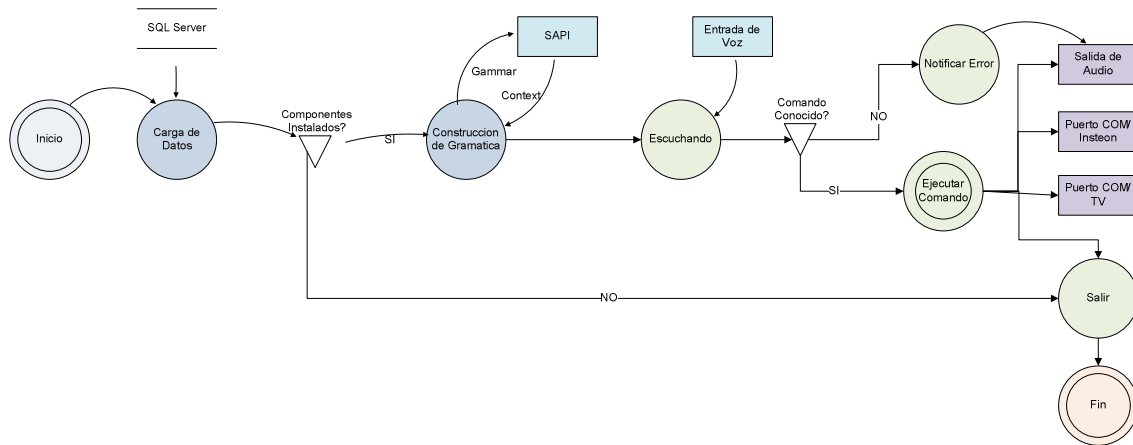 SQL Server
SAPI
Entrada de
Voz
Notificar Error
Salida de
Audio
Gammar
Context
Componentes
Instalados?
Comando
Conocido?
NO
Puerto COM/
Insteon
Inicio
Carga de
Datos
SI
Construccion
de Gramatica
Escuchando
SI
Ejecutar
Comando
Puerto COM/
TV
NO
Salir
Fin